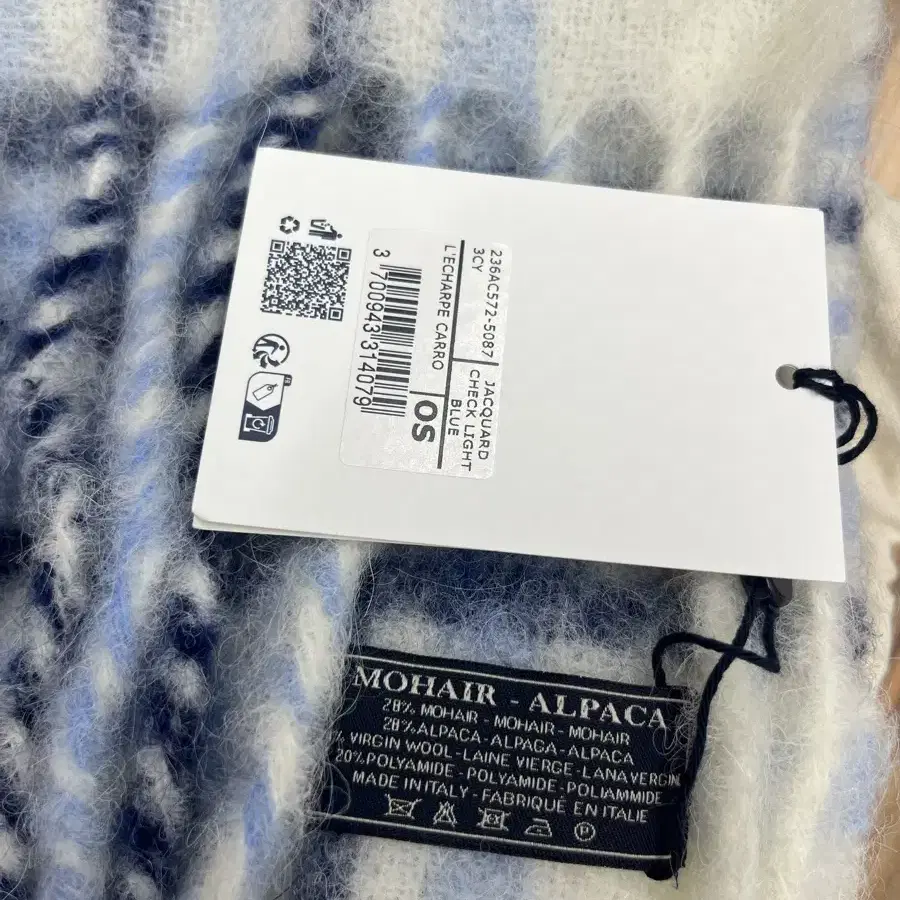 236AC572-5087
3CY
JACQUARD
CHECK LIGHT
BLUE
L'ECHARPE CARRO
OS
3 700943 314079
MOHAIR - ALPACA
28% MOHAIR - MOHAIR - MOHAIR
28% ALPACA - ALPAGA - ALPACA
% VIRGIN WOOL - LAINE VIERGE - LANA VERGIN
20% POLYAMIDE - POLYAMIDE - POLIAMMIDE
MADE IN ITALY - FABRIQUÉ EN ITALIE
P